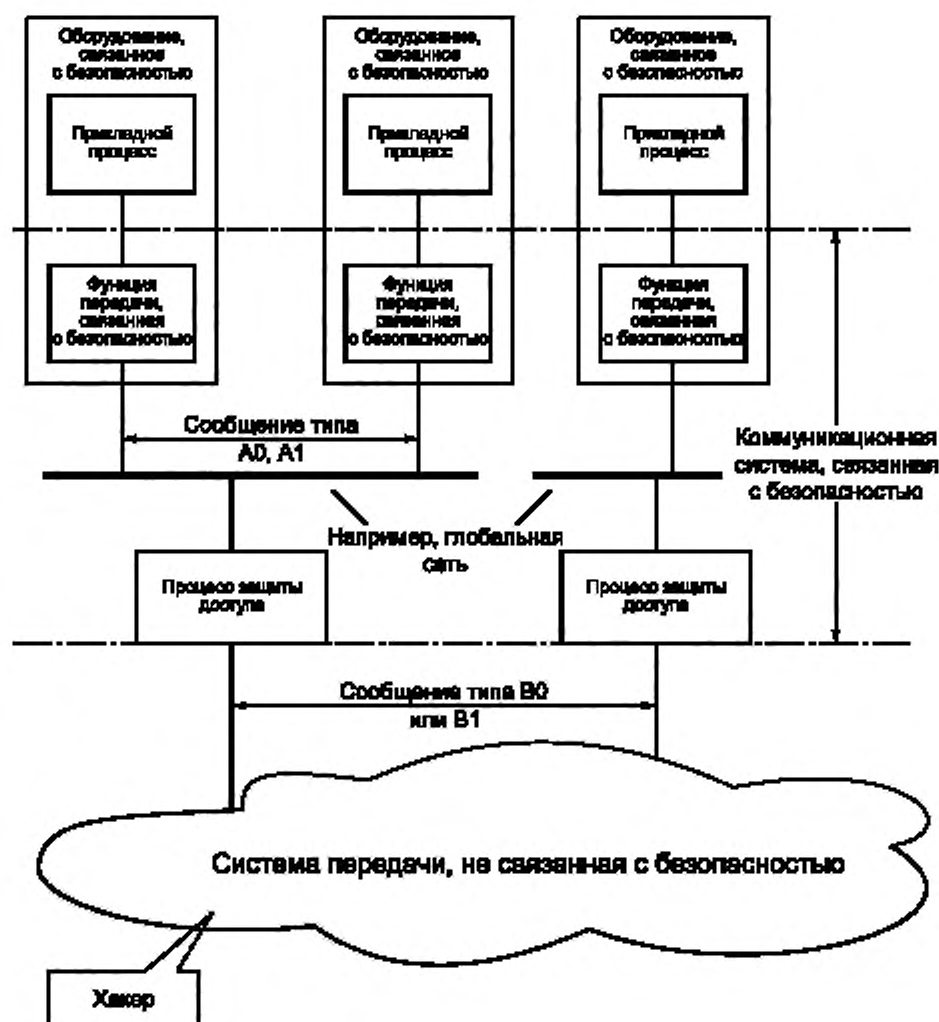 Оборудование,
связанное
с безопасностью
Оборудование,
связанное
с безопасностью
Оборудование,
связанное
с безопасностью
Прикладной
процесс
Прикладной
процесс
Прикладной
процесс
Функция
передачи,
связанная
с безопасностью
Функция
передачи,
связанная
с безопасностью
Функция
передачи,
связанная
с безопасностью
Сообщение типа
А0, А1
Коммуникационная
система, связанная
с безопасностью
Например, глобальная
сеть
Процесс защиты
доступа
Процесс защиты
доступа
Сообщение типа В0
или В1
Система передачи, не связанная с безопасностью
Хакер